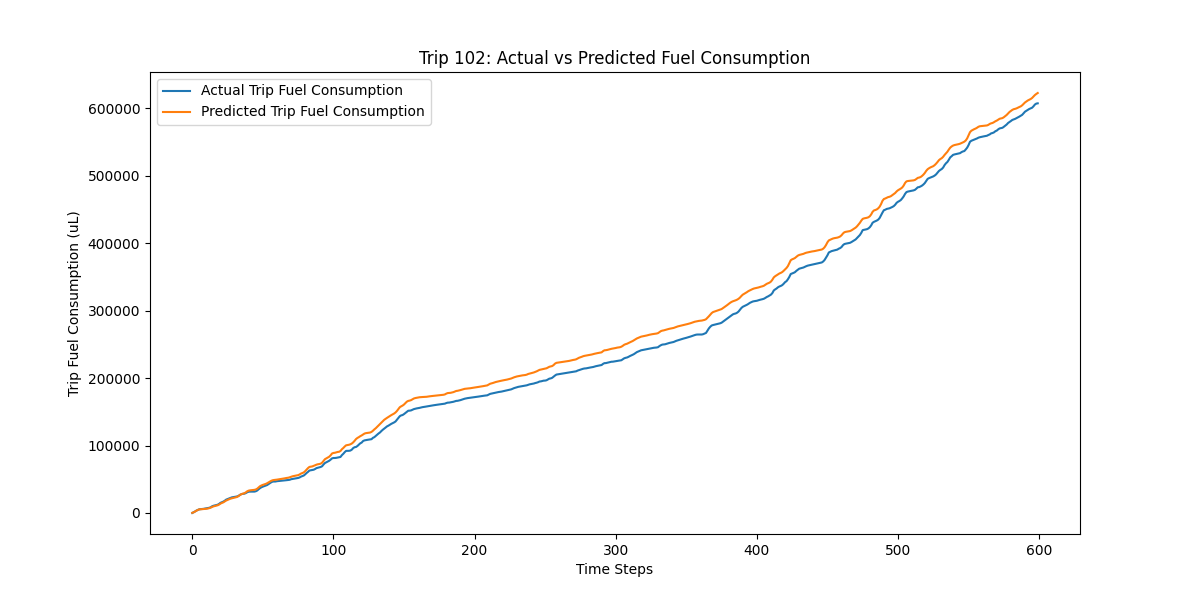 Trip 102: Actual vs Predicted Fuel Consumption
Actual Trip Fuel Consumption
Predicted Trip Fuel Consumption
Trip Fuel Consumption (uL)
600000
500000
400000
300000
200000
100000
0
0 100 200 300 400 500 600
Time Steps